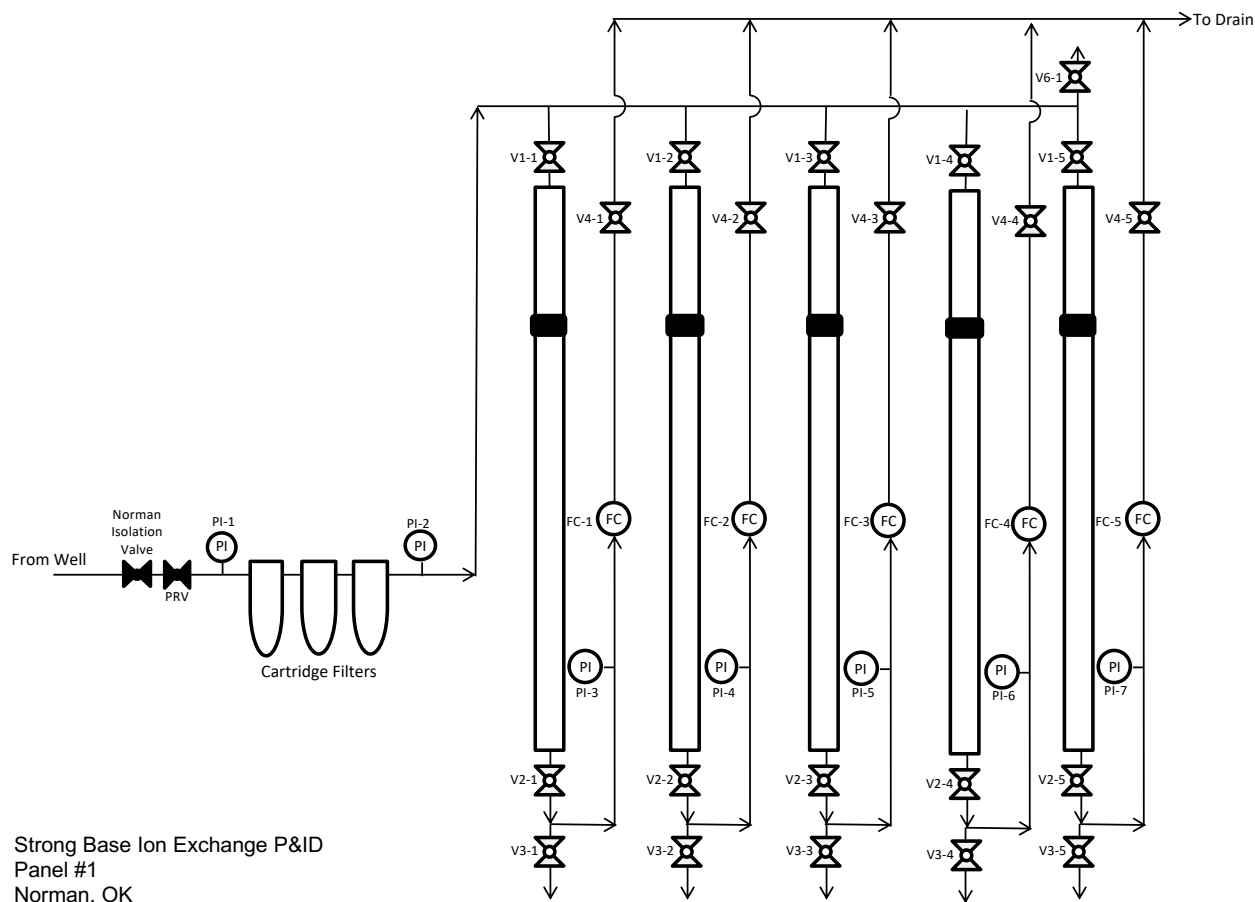 To Drain
V6-1
V1-1
V1-2
V1-3
V1-4
V1-5
V4-1
V4-2
V4-3
V4-4
V4-5
FC-1
FC
FC-2
FC
FC-3
FC
FC-4
FC
FC-5
FC
Norman
Isolation
Valve
PI-1
PI
PI-2
PI
From Well
PRV
Cartridge Filters
PI
PI-3
PI
PI-4
PI
PI-5
PI
PI-6
PI
PI-7
V2-1
V2-2
V2-3
V2-4
V2-5
V3-1
V3-2
V3-3
V3-4
V3-5
Strong Base Ion Exchange P&ID
Panel #1
Norman, OK